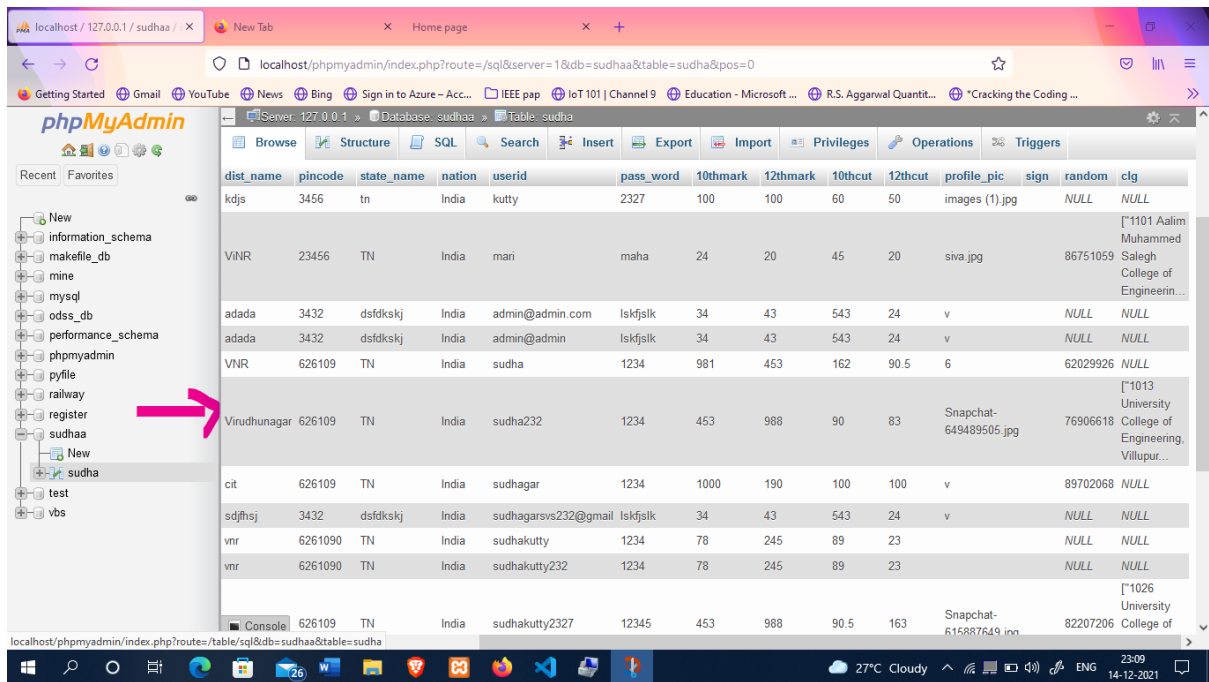 localhost / 127.0.0.1 / sudhaa /
New Tab
Home page
localhost/phpmyadmin/index.php?route=/sql&server=1&db=sudhaa&table=sudha&pos=0
Getting Started Gmail YouTube News Bing Sign in to Azure – Acc... IEEE pap IoT 101 | Channel 9 Education - Microsoft ... R.S. Aggarwal Quantit... *Cracking the Coding ...
phpMyAdmin
Recent Favorites
New
information_schema
makefile_db
mine
mysql
odss_db
performance_schema
phpmyadmin
pyfile
railway
register
sudhaa
New
sudha
test
vbs
Server: 127.0.0.1 » Database: sudhaa » Table: sudha
Browse Structure SQL Search Insert Export Import Privileges Operations Triggers
dist_name pincode state_name nation userid pass_word 10thmark 12thmark 10thcut 12thcut profile_pic sign random clg
kdjs 3456 tn India kutty 2327 100 100 60 50 images (1).jpg NULL NULL
ViNR 23456 TN India mari maha 24 20 45 20 siva.jpg 86751059 ["1101 Aalim
Muhammed
Salegh
College of
Engineerin...
adada 3432 dsfdkskj India admin@admin.com lskfjslk 34 43 543 24 v NULL NULL
adada 3432 dsfdkskj India admin@admin lskfjslk 34 43 543 24 v NULL NULL
VNR 626109 TN India sudha 1234 981 453 162 90.5 6 62029926 NULL
Virudhunagar 626109 TN India sudha232 1234 453 988 90 83 Snapchat-
649489505.jpg 76906618 ["1013
University
College of
Engineering,
Villupur...
cit 626109 TN India sudhagar 1234 1000 190 100 100 v 89702068 NULL
sdjfhsj 3432 dsfdkskj India sudhagarsvs232@gmail lskfjslk 34 43 543 24 v NULL NULL
vnr 6261090 TN India sudhakutty 1234 78 245 89 23 NULL NULL
vnr 6261090 TN India sudhakutty232 1234 78 245 89 23 NULL NULL
626109 TN India sudhakutty2327 12345 453 988 90.5 163 Snapchat-
615887649.jpg 82207206 ["1026
University
College of
Console
localhost/phpmyadmin/index.php?route=/table/sql&db=sudhaa&table=sudha
26
27°C Cloudy
ENG
23:09
14-12-2021